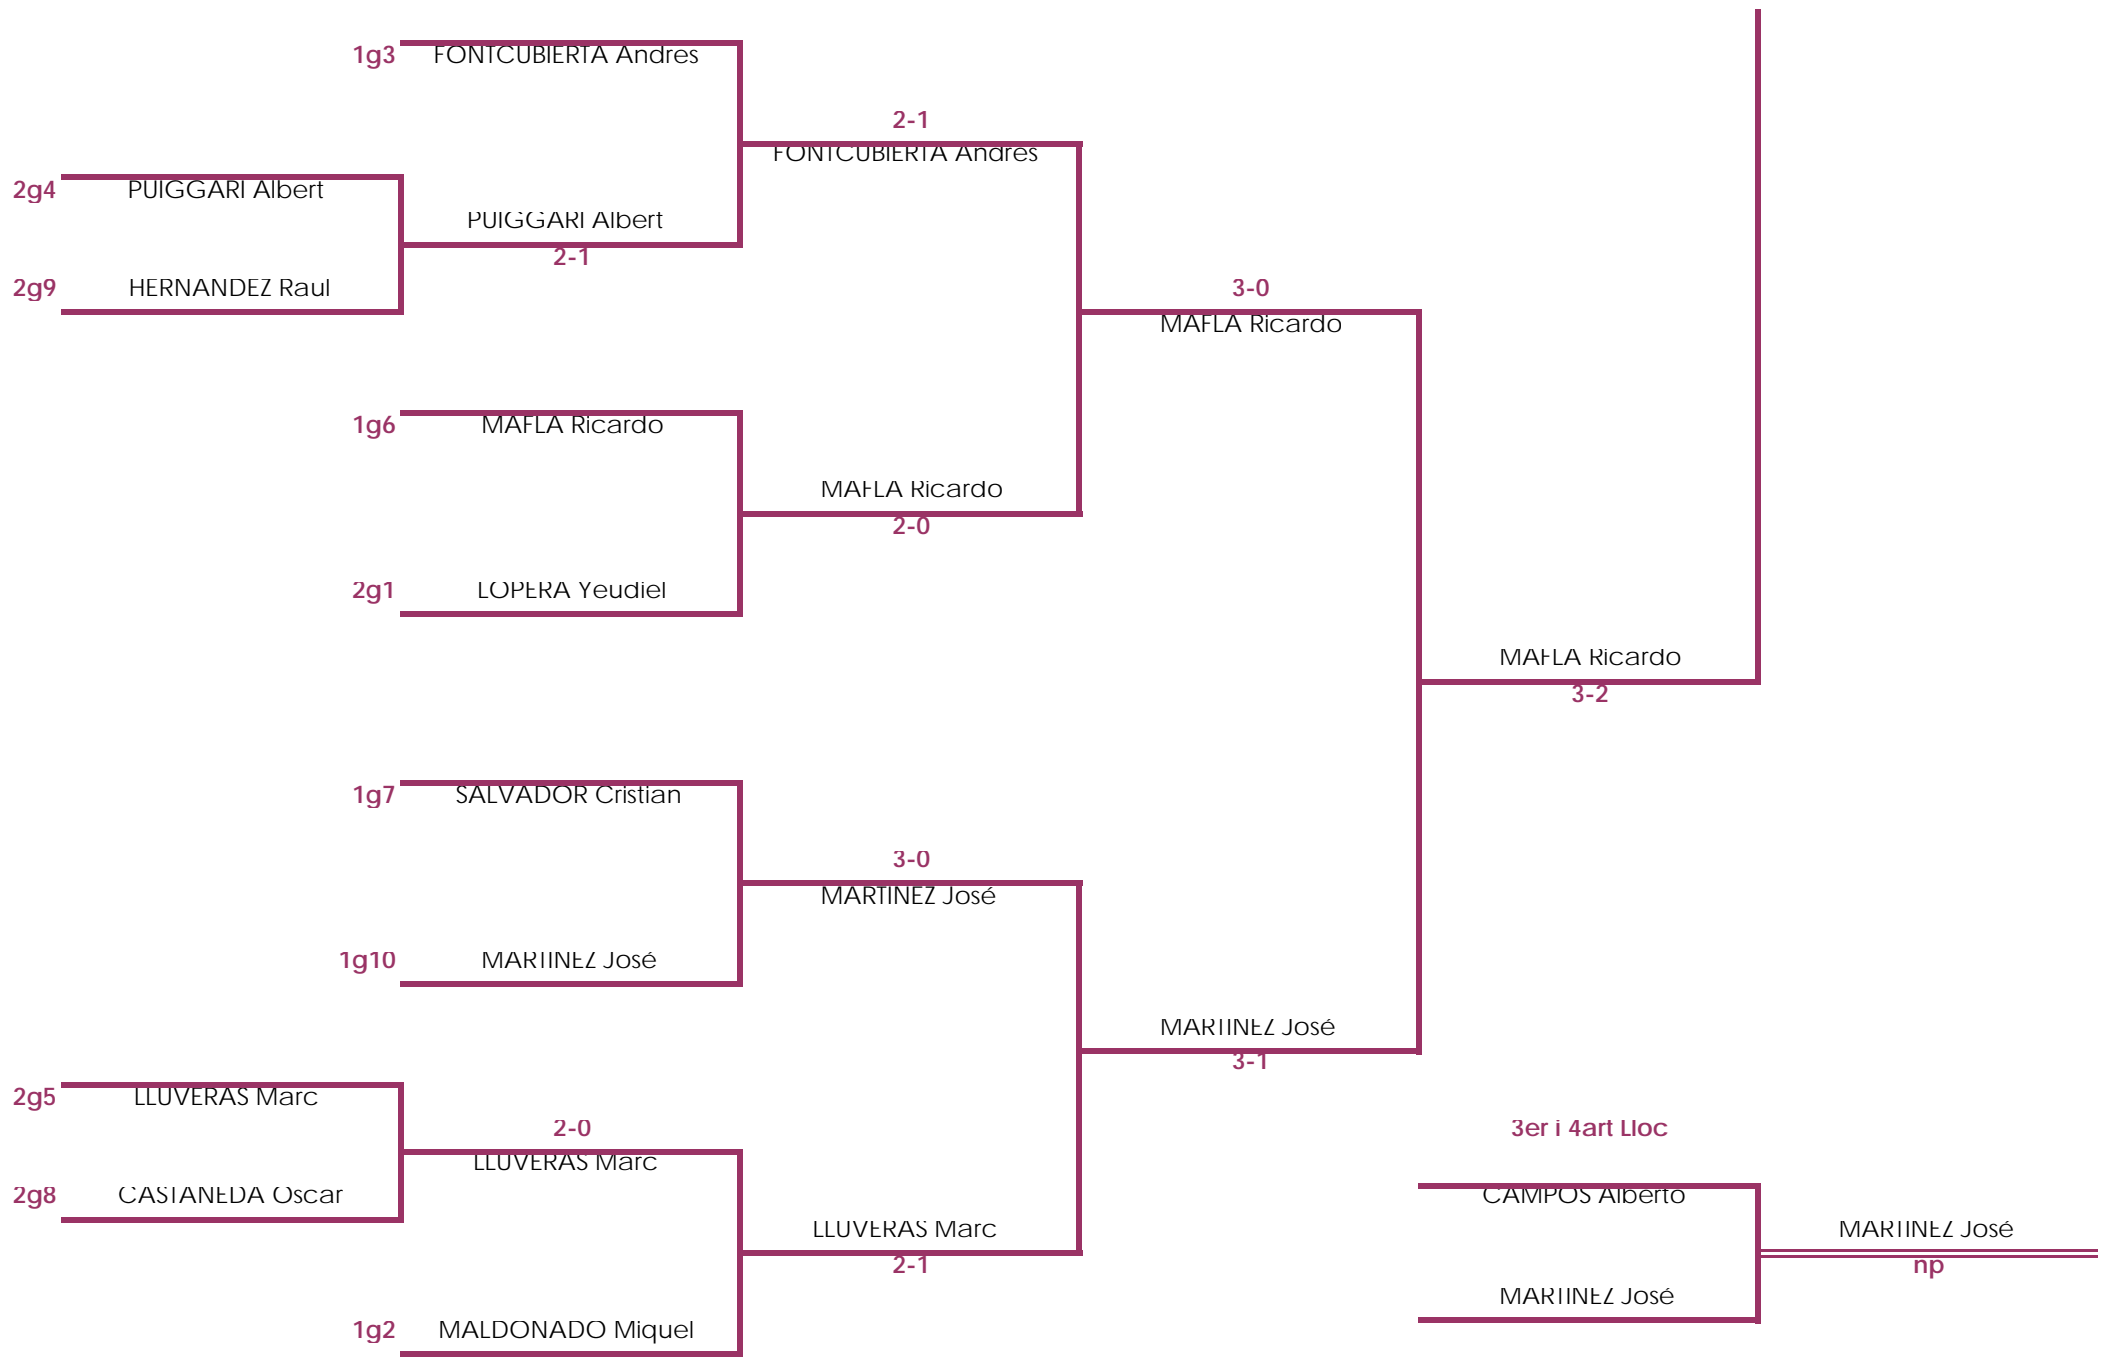 1g3 FONTCUBIERTA Andres
2-1
FONTCUBIERTA Andres
2g4 PUIGGARI Albert
PUIGGARI Albert
2-1
2g9 HERNANDEZ Raul
3-0
MAFLA Ricardo
1g6 MAFLA Ricardo
MAFLA Ricardo
2-0
2g1 LOPERA Yeudiel
MAFLA Ricardo
3-2
1g7 SALVADOR Cristian
3-0
MARTINEZ José
1g10 MARTINEZ José
MARTINEZ José
3-1
2g5 LLUVERAS Marc
2-0
LLUVERAS Marc
3er i 4art Lloc
2g8 CASTANEDA Oscar
CAMPOS Alberto
LLUVERAS Marc
2-1
MARTINEZ José
np
MARTINEZ José
1g2 MALDONADO Miquel